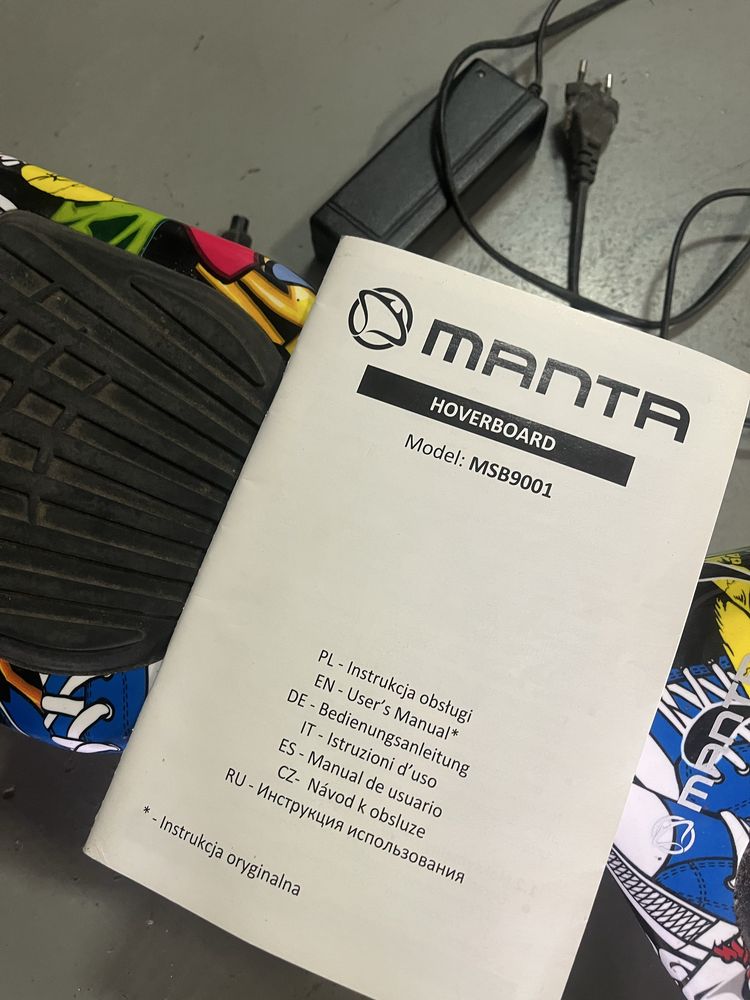 MANTA
HOVERBOARD
Model: MSB9001
PL - Instrukcja obsługi
EN - User's Manual*
DE - Bedienungsanleitung
IT - Istruzioni d'uso
ES - Manual de usuario
CZ- Návod k obsluze
RU - Инструкция использования
* - Instrukcja oryginalna
MANTA